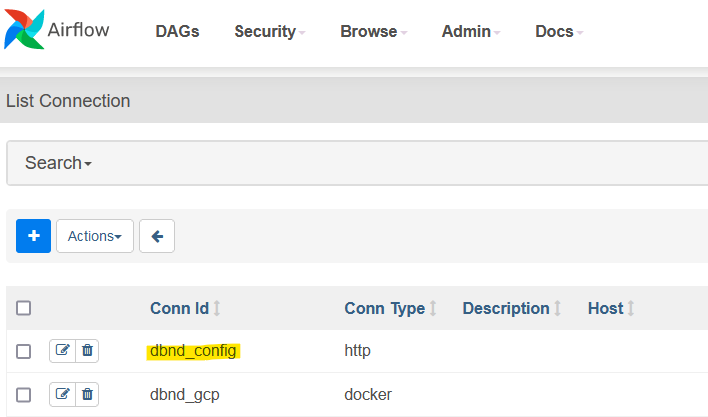 Airflow DAGs Security Browse Admin Docs
List Connection
Search
+ Actions
Conn Id Conn Type Description Host
dbnd_config http
dbnd_gcp docker